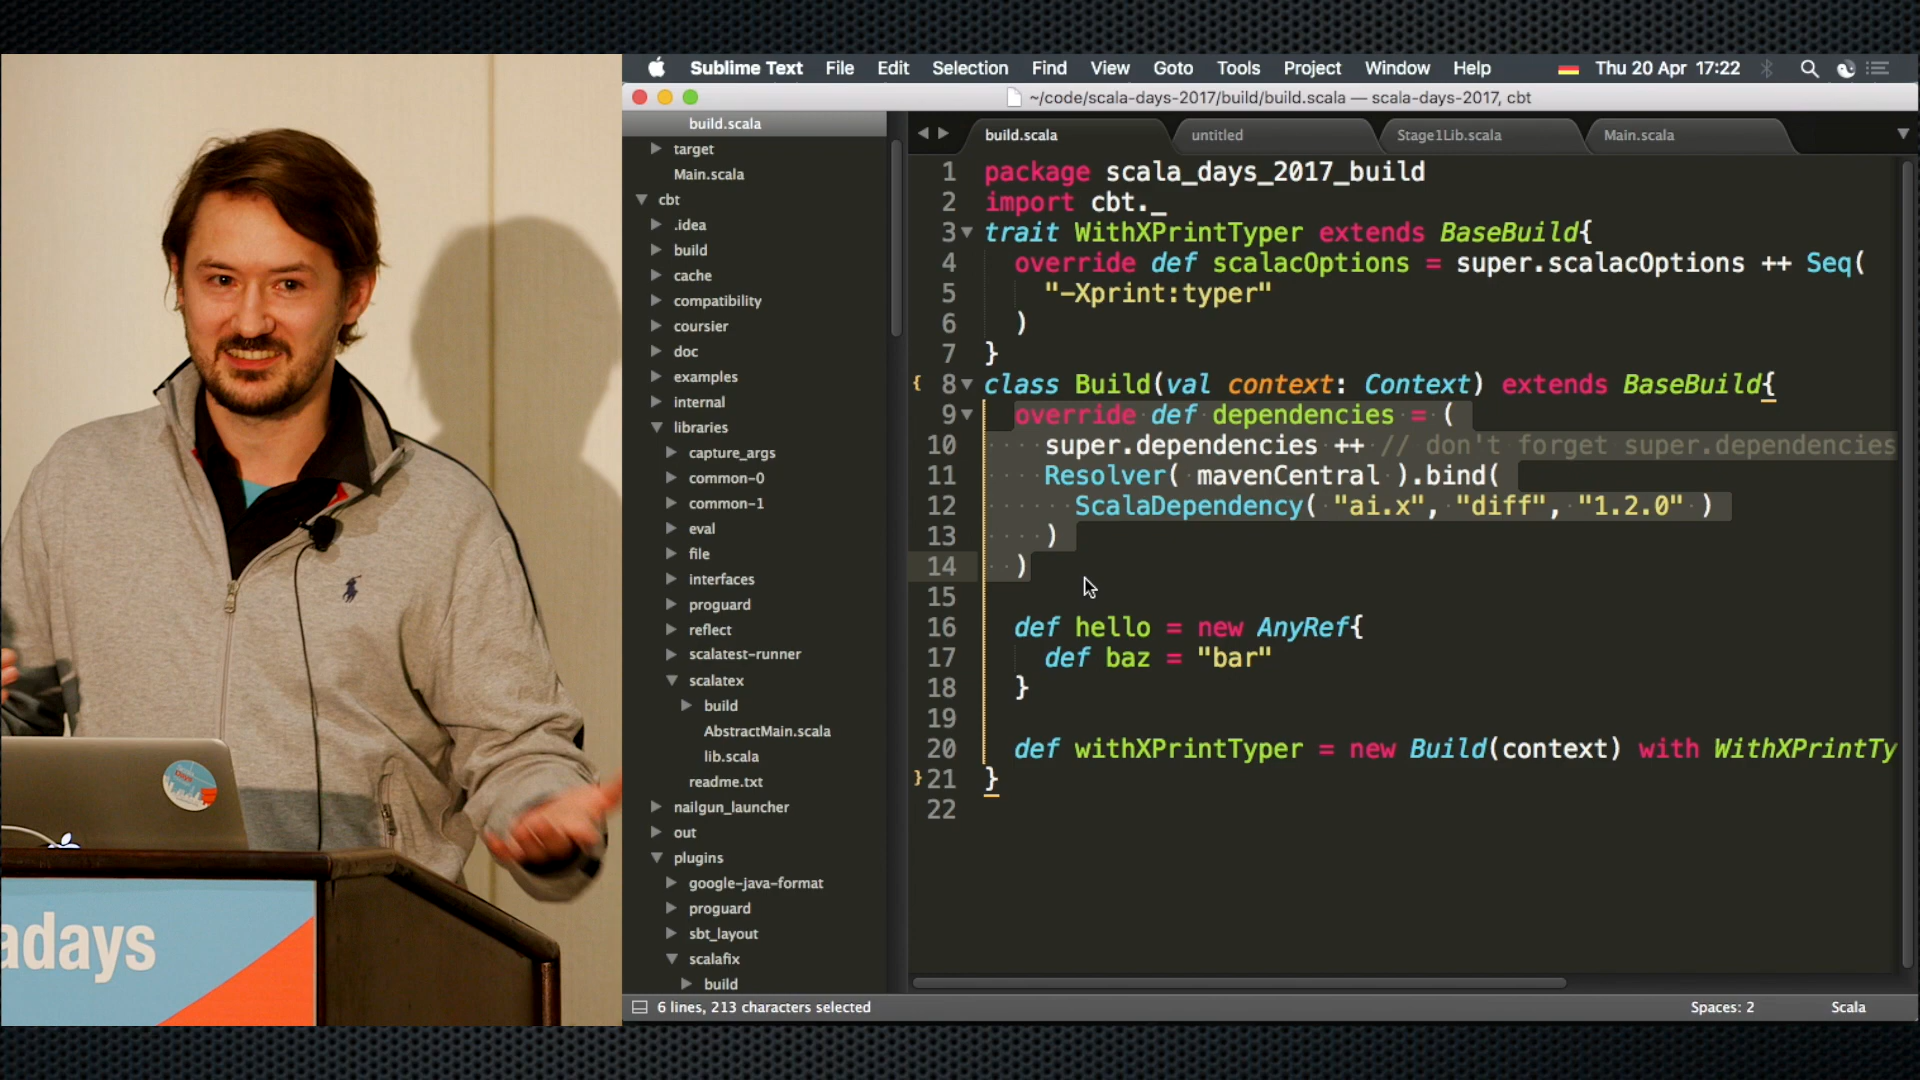 Sublime Text File Edit Selection Find View Goto Tools Project Window Help Thu 20 Apr 17:22
~/code/scala-days-2017/build/build.scala — scala-days-2017, cbt
build.scala
target
Main.scala
cbt
.idea
build
cache
compatibility
coursier
doc
examples
internal
libraries
capture_args
common-0
common-1
eval
file
interfaces
proguard
reflect
scalatest-runner
scalatex
build
AbstractMain.scala
lib.scala
readme.txt
nailgun_launcher
out
plugins
google-java-format
proguard
sbt_layout
scalafix
build
build.scala untitled Stage1Lib.scala Main.scala
1 package scala_days_2017_build
2 import cbt._
3 trait WithXPrintTyper extends BaseBuild{
4 override def scalacOptions = super.scalacOptions ++ Seq(
5 "-Xprint:typer"
6 )
7 }
8 class Build(val context: Context) extends BaseBuild{
9 override def dependencies = (
10 super.dependencies ++ // don't forget super.dependencies
11 Resolver( mavenCentral ).bind(
12 ScalaDependency( "ai.x", "diff", "1.2.0" )
13 )
14 )
15
16 def hello = new AnyRef{
17 def baz = "bar"
18 }
19
20 def withXPrintTyper = new Build(context) with WithXPrintTy
21 }
22
6 lines, 213 characters selected Spaces: 2 Scala
adays
days